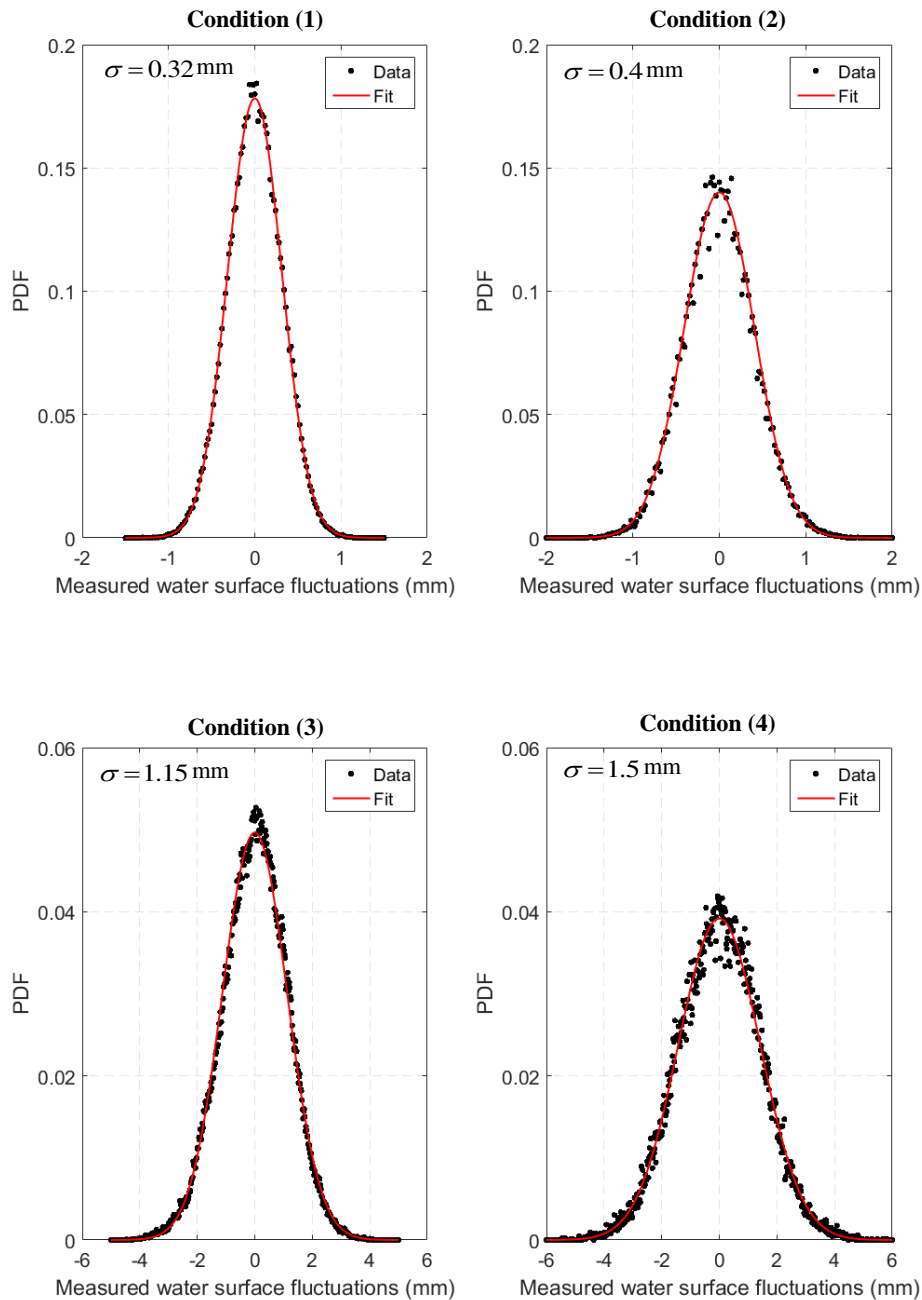 Condition (1)
σ = 0.32 mm
Data
Fit
0.2
0.15
0.1
0.05
0
PDF
-2 -1 0 1 2
Measured water surface fluctuations (mm)
Condition (2)
σ = 0.4 mm
Data
Fit
0.2
0.15
0.1
0.05
0
PDF
-2 -1 0 1 2
Measured water surface fluctuations (mm)
Condition (3)
σ = 1.15 mm
Data
Fit
0.06
0.04
0.02
0
PDF
-6 -4 -2 0 2 4 6
Measured water surface fluctuations (mm)
Condition (4)
σ = 1.5 mm
Data
Fit
0.06
0.04
0.02
0
PDF
-6 -4 -2 0 2 4 6
Measured water surface fluctuations (mm)